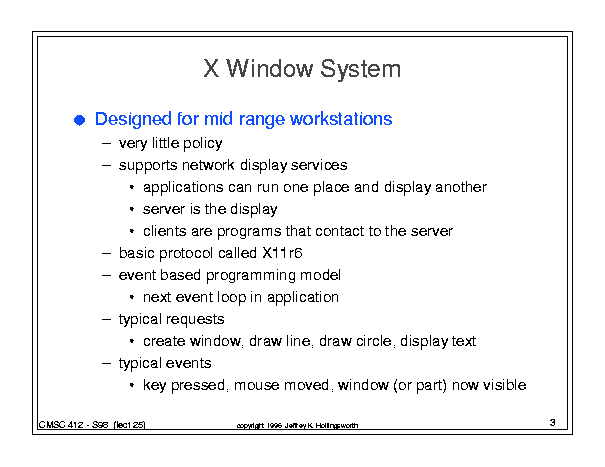 X Window System
● Designed for mid range workstations
– very little policy
– supports network display services
• applications can run one place and display another
• server is the display
• clients are programs that contact to the server
– basic protocol called X11r6
– event based programming model
• next event loop in application
– typical requests
• create window, draw line, draw circle, display text
– typical events
• key pressed, mouse moved, window (or part) now visible
CMSC 412 - S96 (lect 25)
copyright 1996 Jeffrey K. Hollingsworth
3